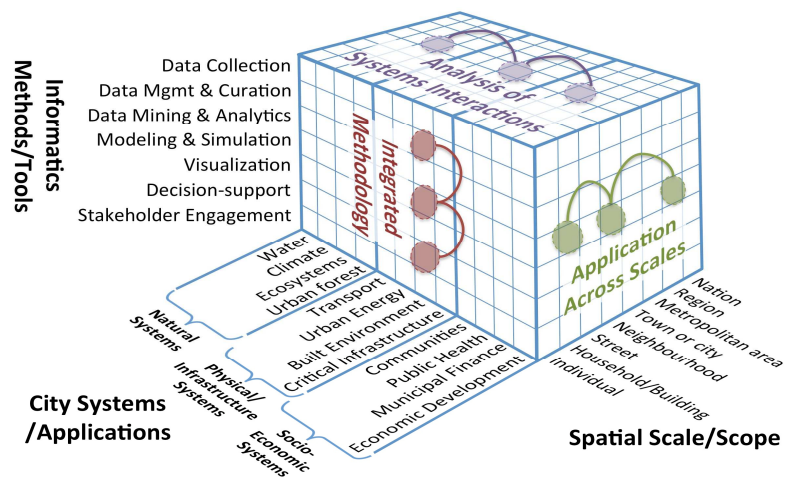 Informatics
Methods/Tools
Data Collection
Data Mgmt & Curation
Data Mining & Analytics
Modeling & Simulation
Visualization
Decision-support
Stakeholder Engagement
Analysis of
Systems Interactions
Integrated
Methodology
Application
Across Scales
Water
Climate
Ecosystems
Urban forest
Transport
Urban Energy
Built Environment
Critical Infrastructure
Communities
Public Health
Municipal Finance
Economic Development
Natural
Systems
Physical/
Infrastructure
Systems
Socio-
Economic
Systems
City Systems
/Applications
Nation
Region
Metropolitan area
Town or city
Neighbourhood
Street
Household/Building
Individual
Spatial Scale/Scope